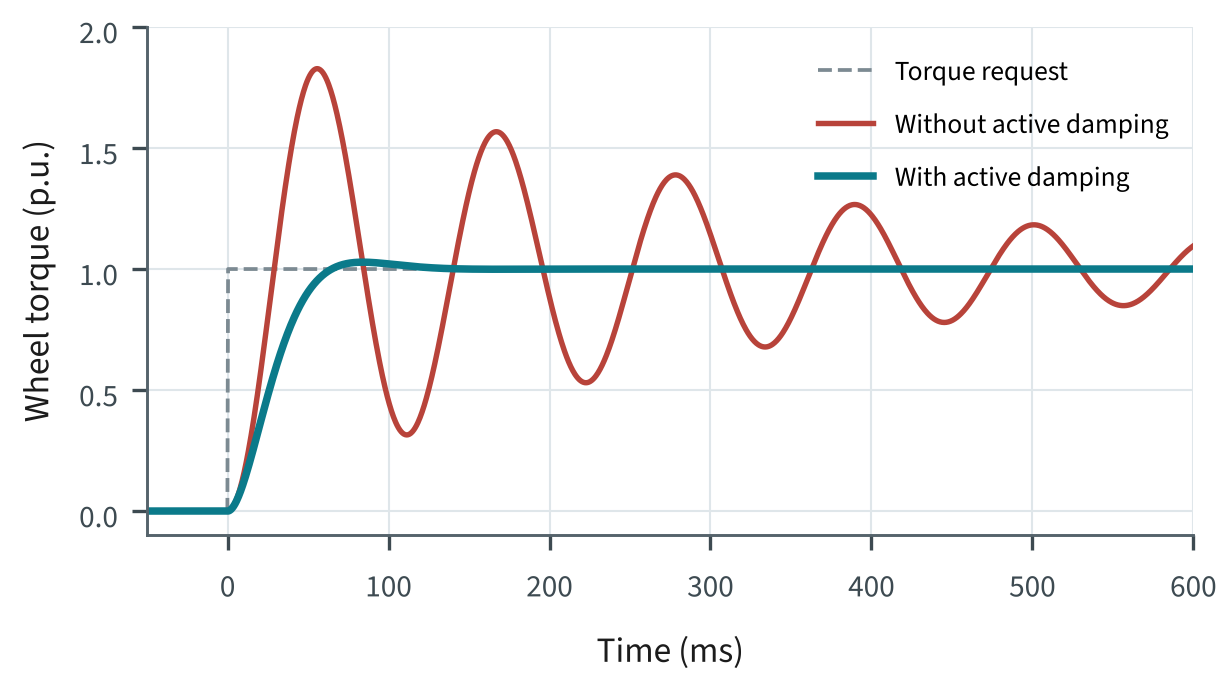 2.0
1.5
1.0
0.5
0.0
Wheel torque (p.u.)
Torque request
Without active damping
With active damping
0 100 200 300 400 500 600
Time (ms)